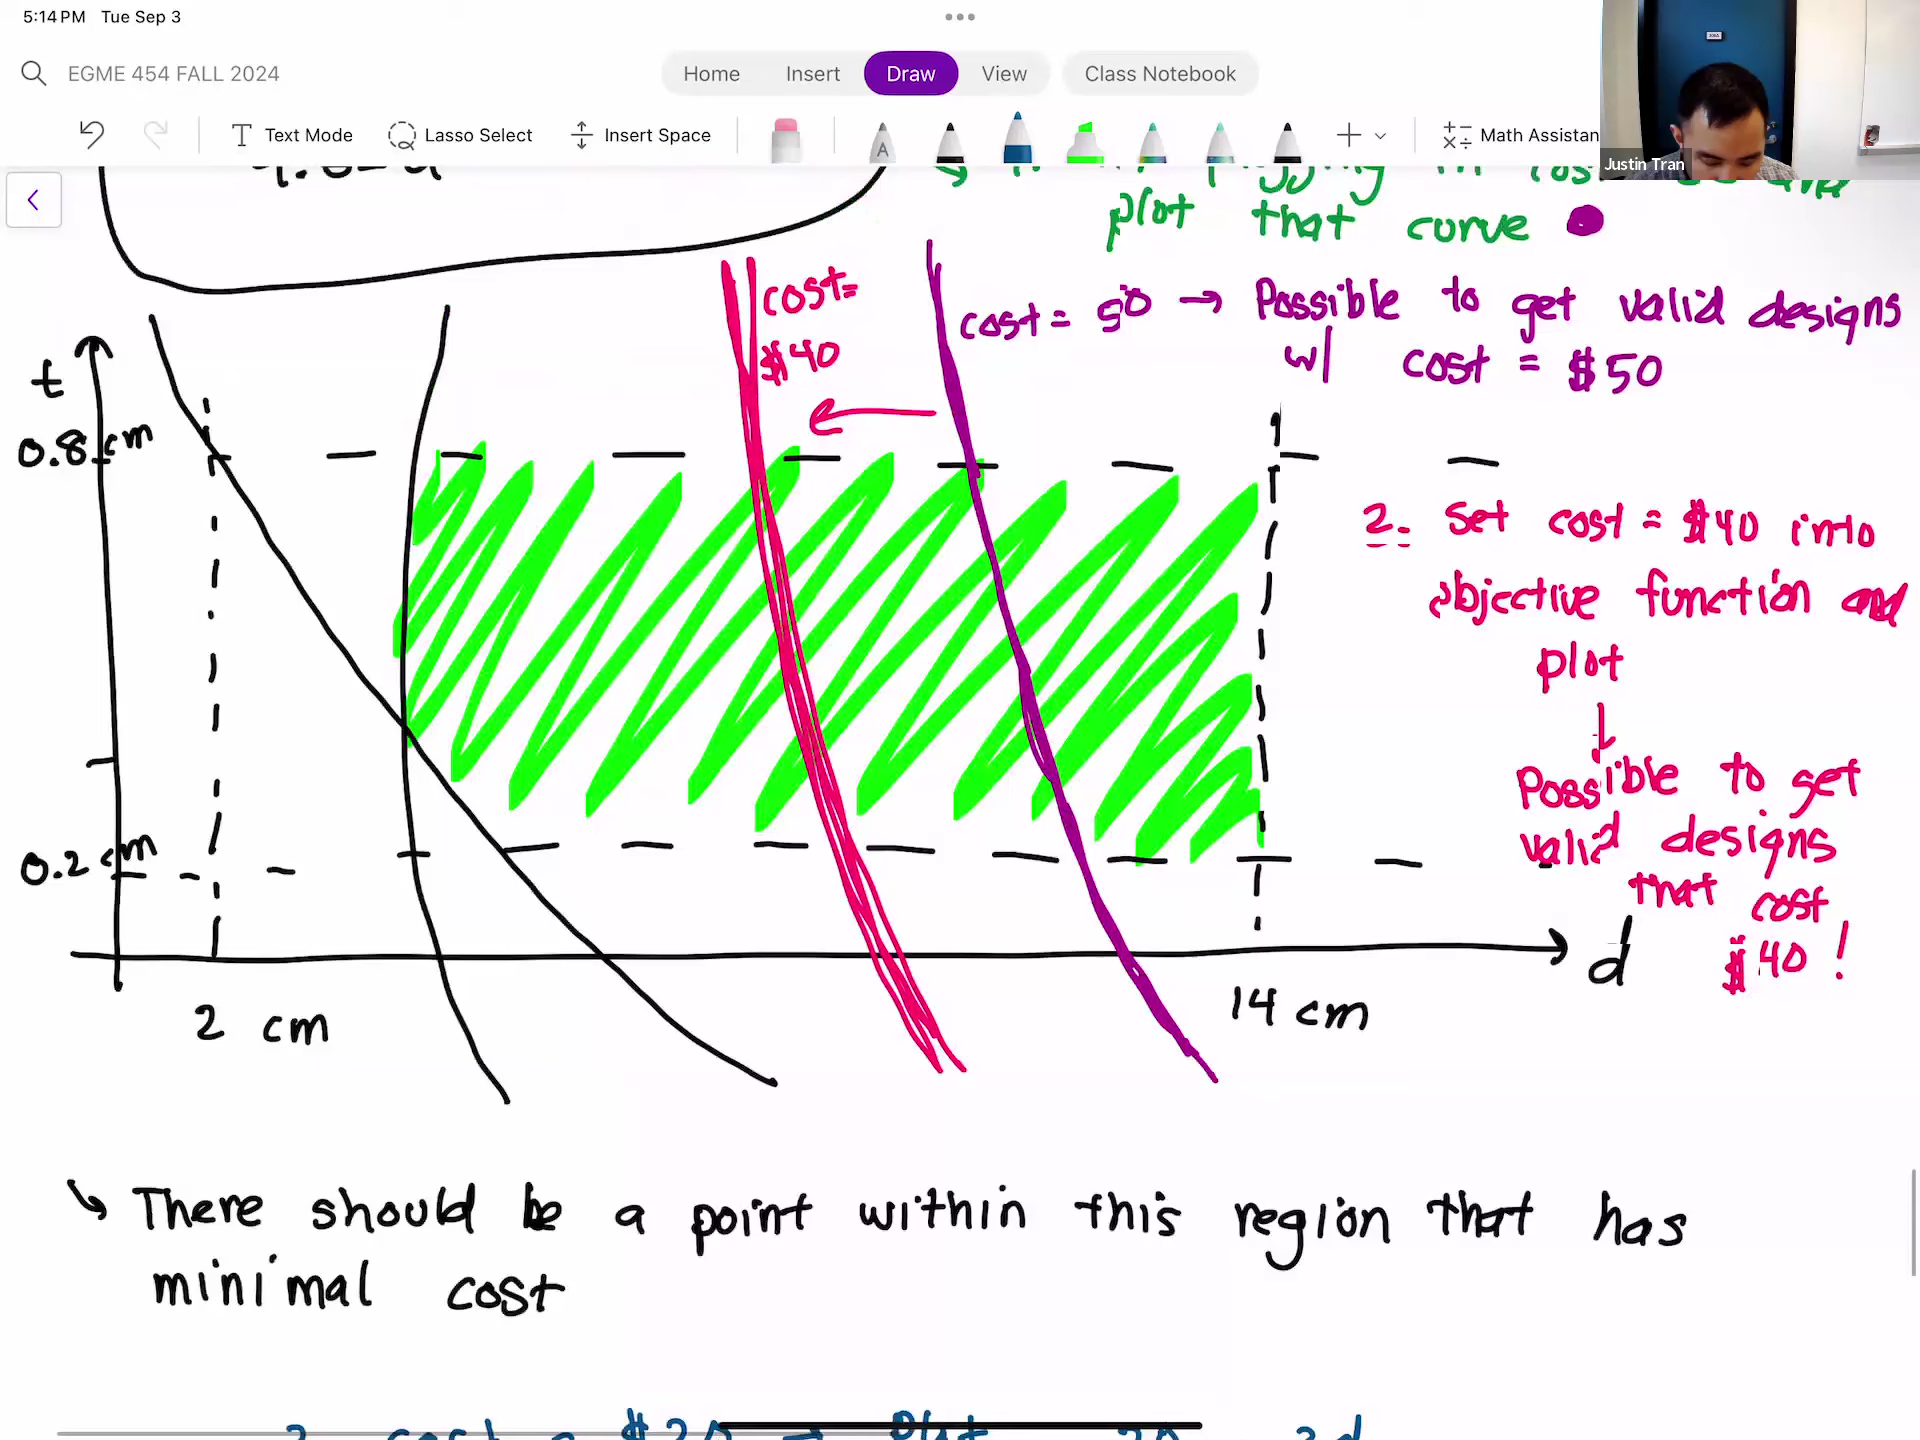 5:14 PM Tue Sep 3
EGME 454 FALL 2024
Home Insert Draw View Class Notebook
Text Mode Lasso Select Insert Space Math Assistan
Justin Tran
plot that curve
cost = 50 → Possible to get valid designs
w/ cost = $50
cost=
$40
t
0.8 cm
0.2 cm
2 cm
14 cm
d
2. Set cost = $40 into
objective function and
plot
↓
Possible to get
valid designs
that cost
$40!
↘ There should be a point within this region that has
minimal cost